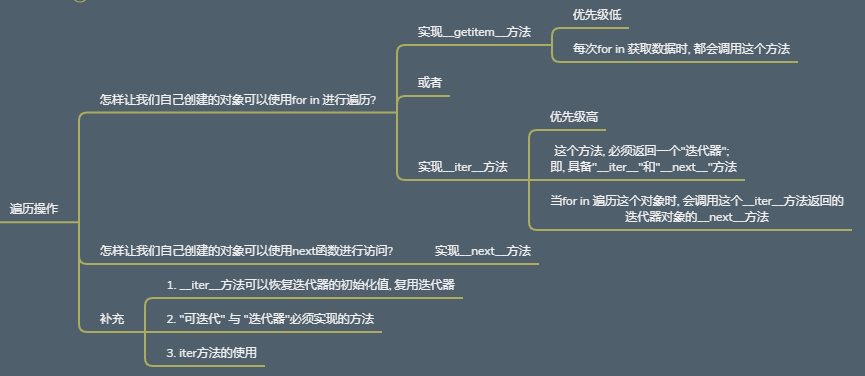 遍历操作
怎样让我们自己创建的对象可以使用for in 进行遍历?
实现__getitem__方法
优先级低
每次for in 获取数据时, 都会调用这个方法
或者
实现__iter__方法
优先级高
这个方法, 必须返回一个"迭代器";
即, 具备"__iter__"和"__next__"方法
当for in 遍历这个对象时, 会调用这个__iter__方法返回的
迭代器对象的__next__方法
怎样让我们自己创建的对象可以使用next函数进行访问?
实现__next__方法
补充
1. __iter__方法可以恢复迭代器的初始化值, 复用迭代器
2. "可迭代" 与 "迭代器"必须实现的方法
3. iter方法的使用